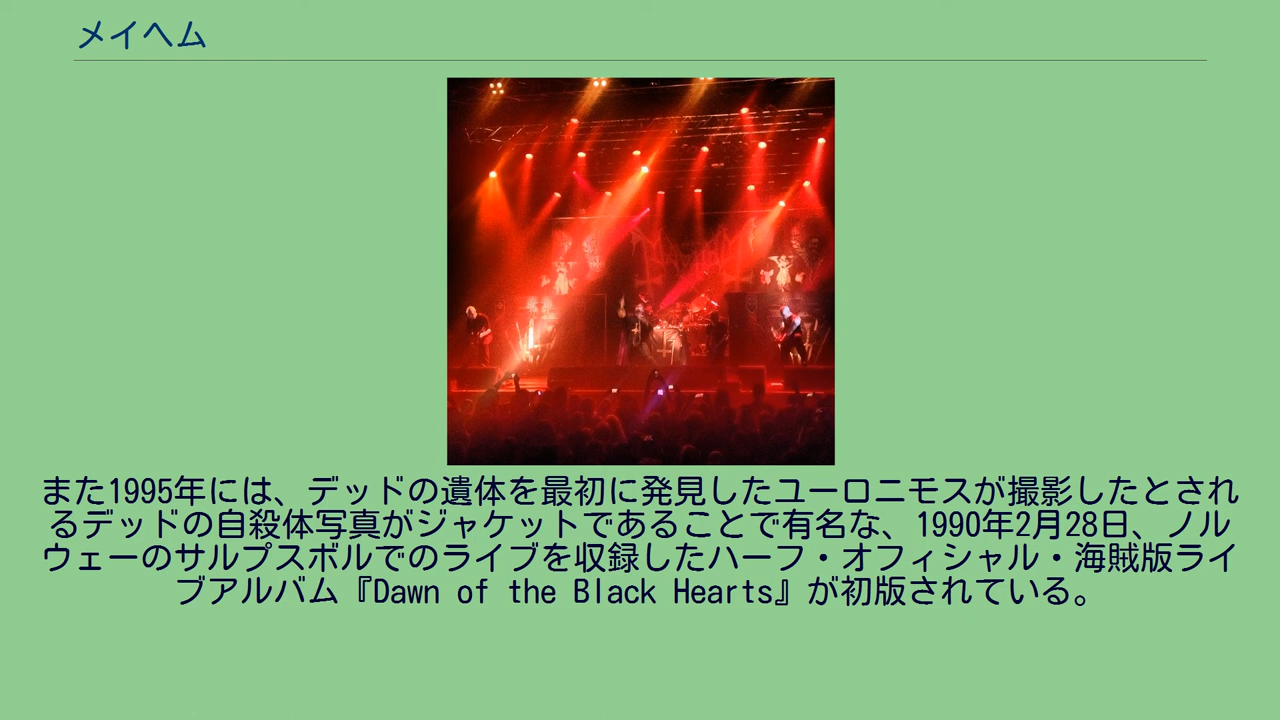 メイヘム
また1995年には、デッドの遺体を最初に発見したユーロニモスが撮影したとされ
るデッドの自殺体写真がジャケットであることで有名な、1990年2月28日、ノル
ウェーのサルプスボルでのライブを収録したハーフ・オフィシャル・海賊版ライ
ブアルバム『Dawn of the Black Hearts』が初版されている。